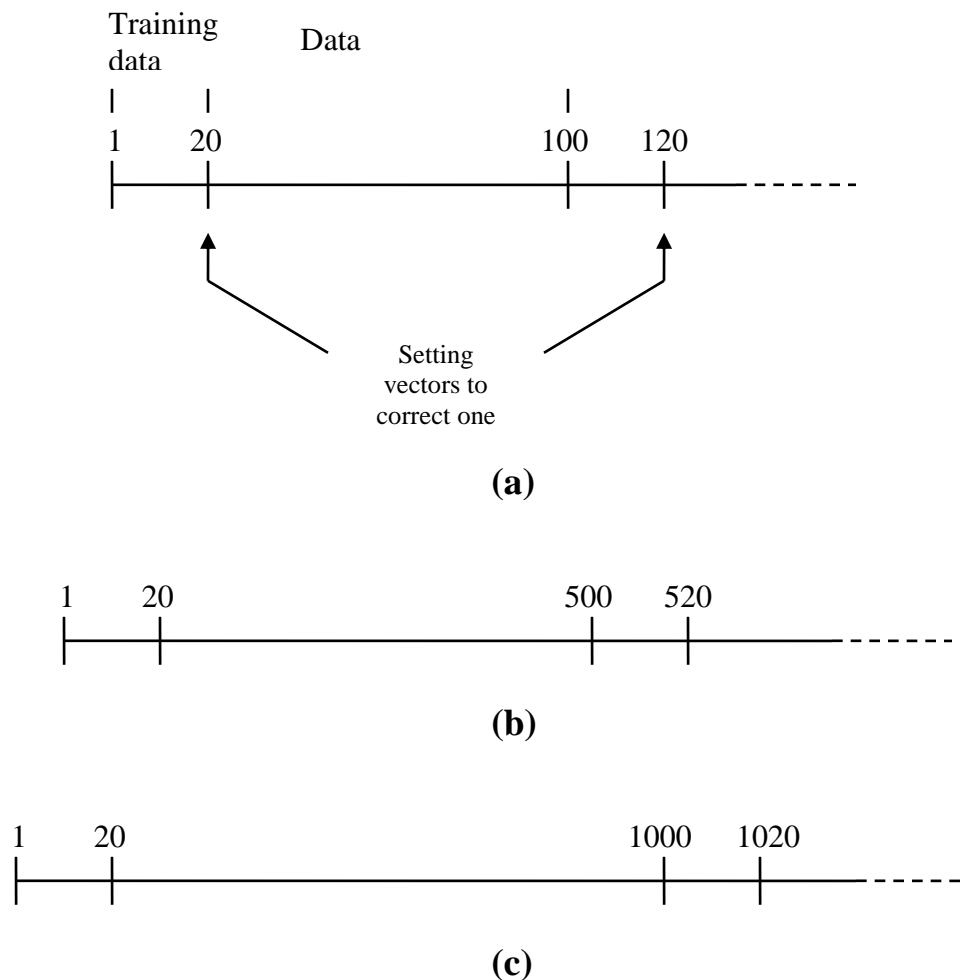 Training
data
Data
1 20 100 120
Setting
vectors to
correct one
(a)
1 20 500 520
(b)
1 20 1000 1020
(c)